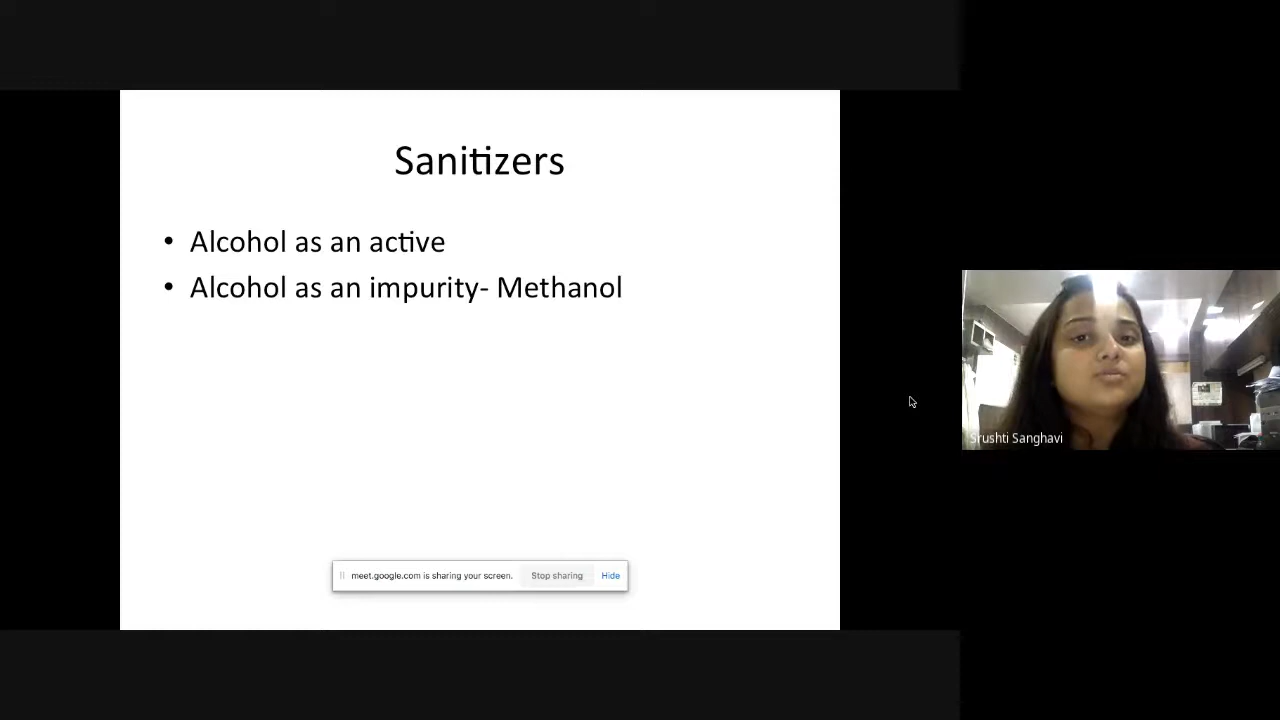 Sanitizers
• Alcohol as an active
• Alcohol as an impurity- Methanol
meet.google.com is sharing your screen. Stop sharing Hide
Srushti Sanghavi